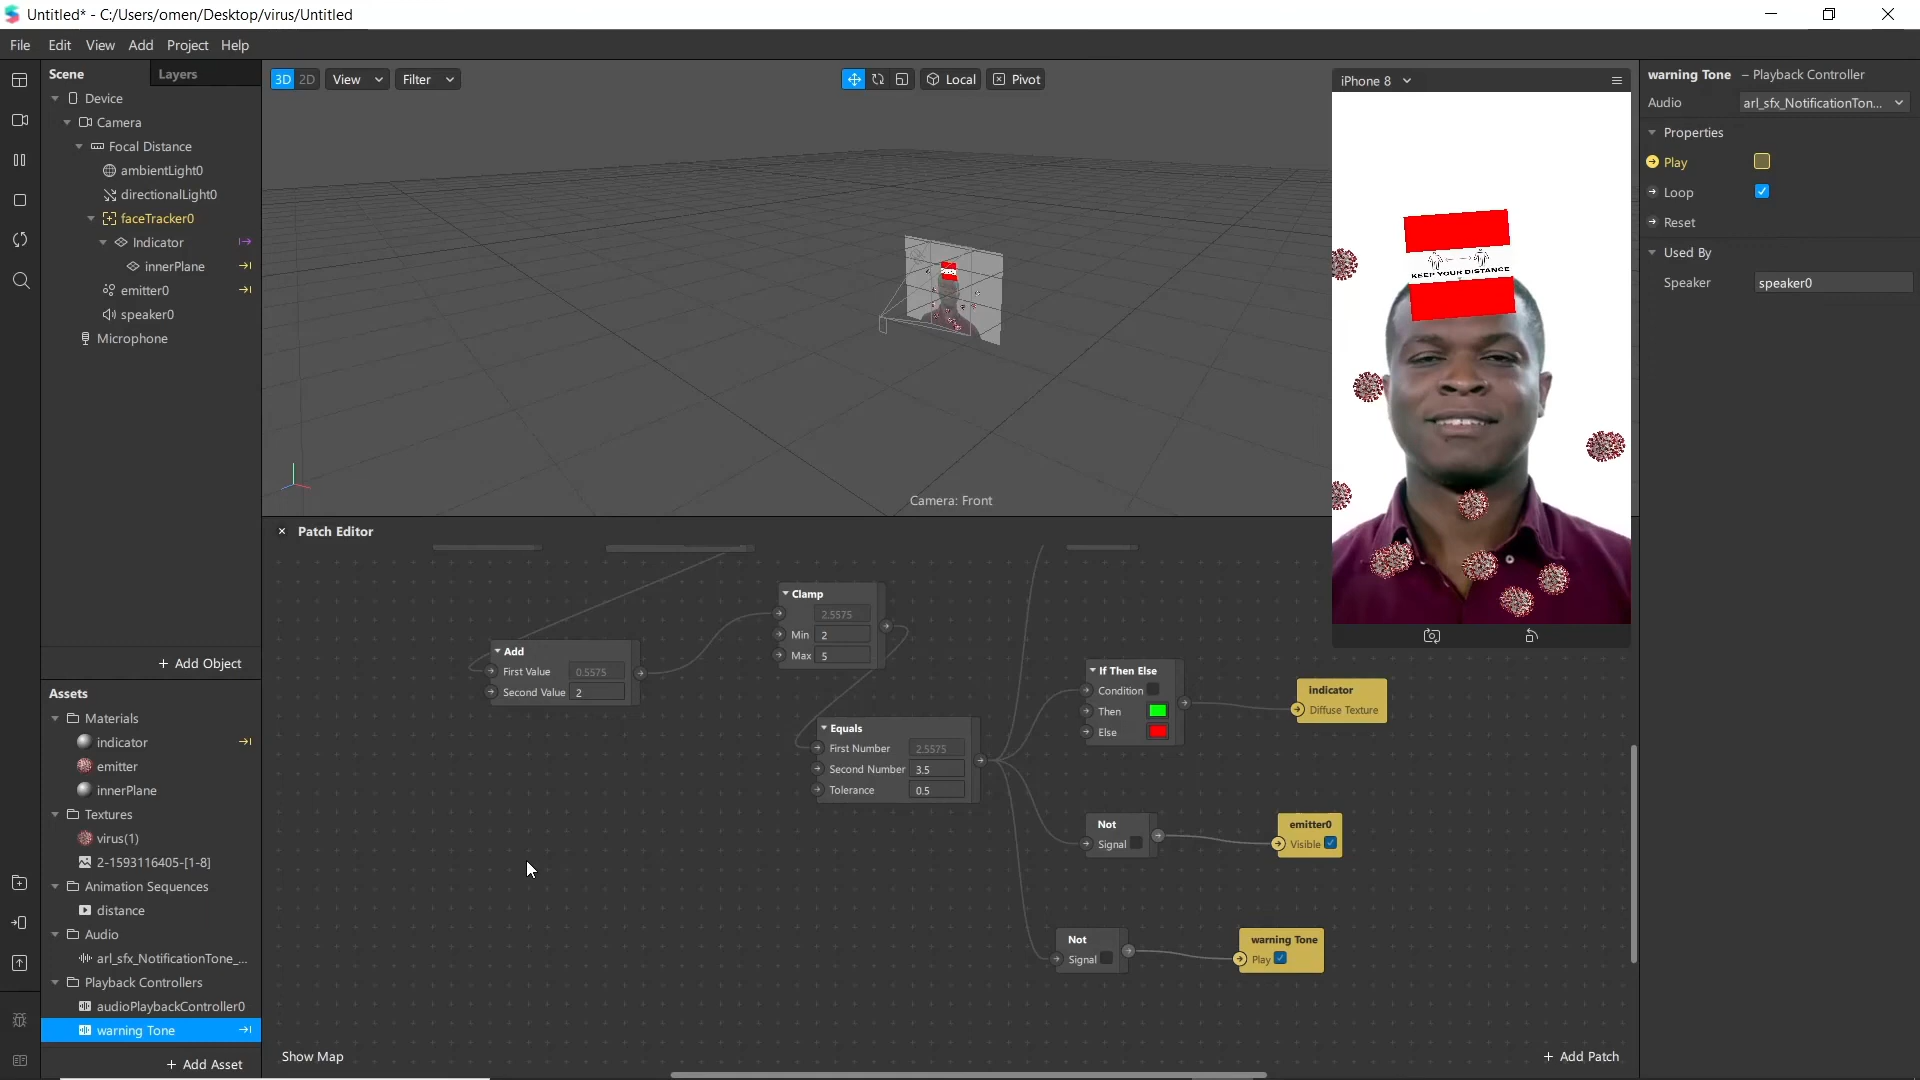 Untitled* - C:/Users/omen/Desktop/virus/Untitled
File Edit View Add Project Help
Scene
Layers
Device
Camera
Focal Distance
ambientLight0
directionalLight0
faceTracker0
Indicator
innerPlane
emitter0
speaker0
Microphone
+ Add Object
Assets
Materials
indicator
emitter
innerPlane
Textures
virus(1)
2-1593116405-[1-8]
Animation Sequences
distance
Audio
arl_sfx_NotificationTone_...
Playback Controllers
audioPlaybackController0
warning Tone
+ Add Asset
3D 2D View Filter
Local Pivot
Camera: Front
iPhone 8
KEEP YOUR DISTANCE
Patch Editor
Add
First Value 0.5575
Second Value 2
Clamp
2.5575
Min 2
Max 5
Equals
First Number 2.5575
Second Number 3.5
Tolerance 0.5
If Then Else
Condition
Then
Else
indicator
Diffuse Texture
Not
Signal
emitter0
Visible
Not
Signal
warning Tone
Play
Show Map
+ Add Patch
warning Tone – Playback Controller
Audio arl_sfx_NotificationTon...
Properties
Play
Loop
Reset
Used By
Speaker speaker0